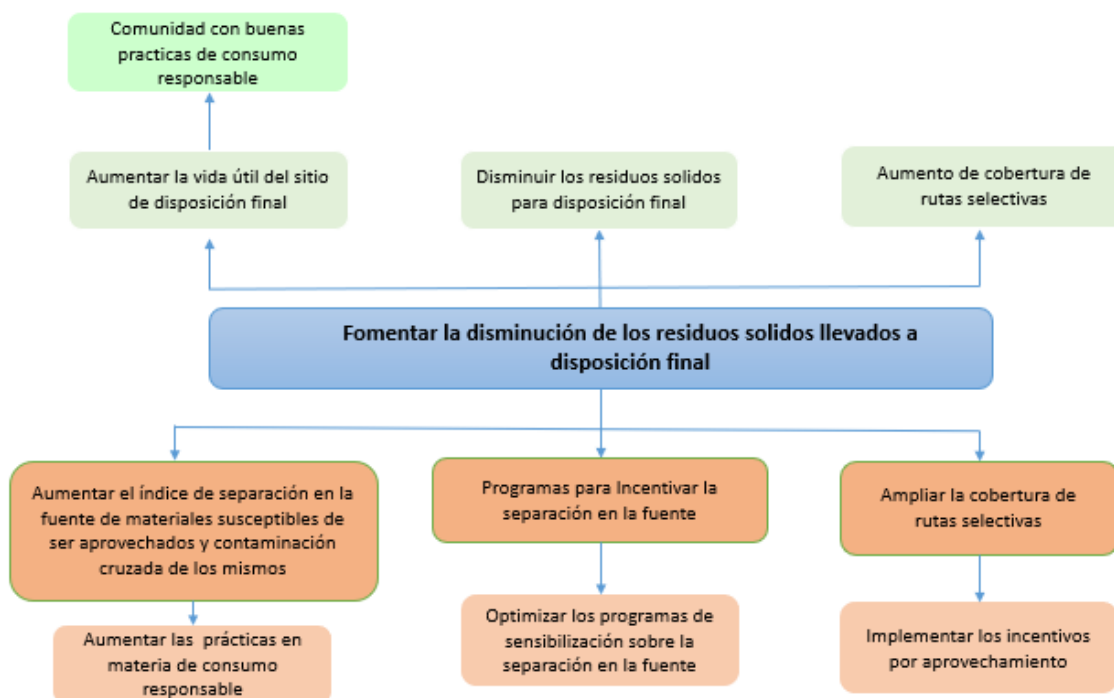 Comunidad con buenas
practicas de consumo
responsable
Aumentar la vida útil del sitio
de disposición final
Disminuir los residuos solidos
para disposición final
Aumento de cobertura de
rutas selectivas
Fomentar la disminución de los residuos solidos llevados a
disposición final
Aumentar el índice de separación en la
fuente de materiales susceptibles de
ser aprovechados y contaminación
cruzada de los mismos
Programas para Incentivar la
separación en la fuente
Ampliar la cobertura de
rutas selectivas
Aumentar las prácticas en
materia de consumo
responsable
Optimizar los programas de
sensibilización sobre la
separación en la fuente
Implementar los incentivos
por aprovechamiento